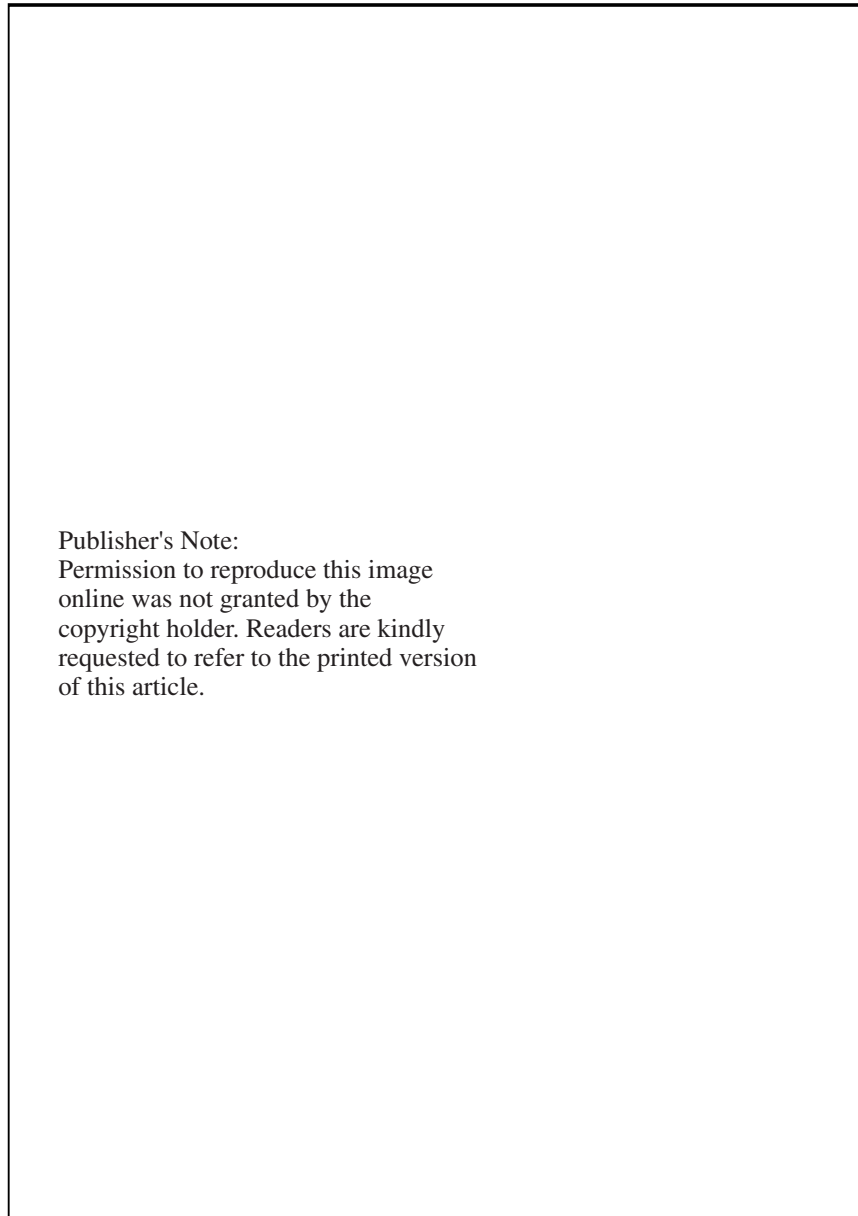 Publisher's Note:
Permission to reproduce this image
online was not granted by the
copyright holder. Readers are kindly
requested to refer to the printed version
of this article.